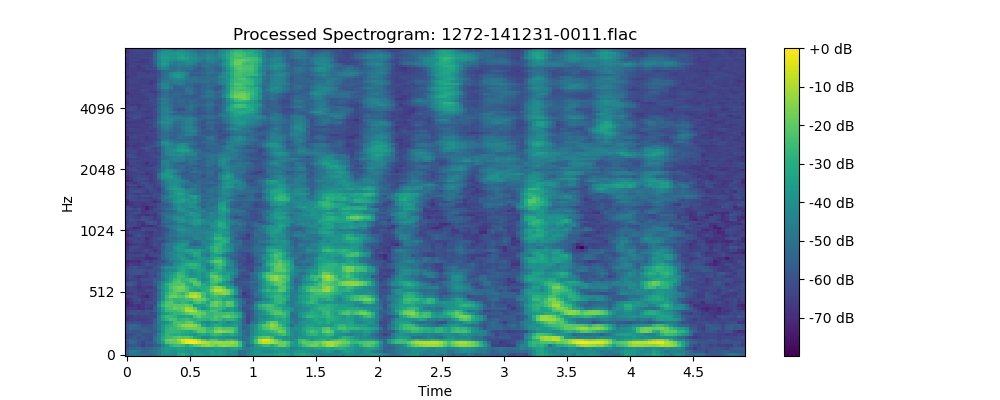 Processed Spectrogram: 1272-141231-0011.flac
Hz
4096
2048
1024
512
0
0 0.5 1 1.5 2 2.5 3 3.5 4 4.5
Time
+0 dB
-10 dB
-20 dB
-30 dB
-40 dB
-50 dB
-60 dB
-70 dB